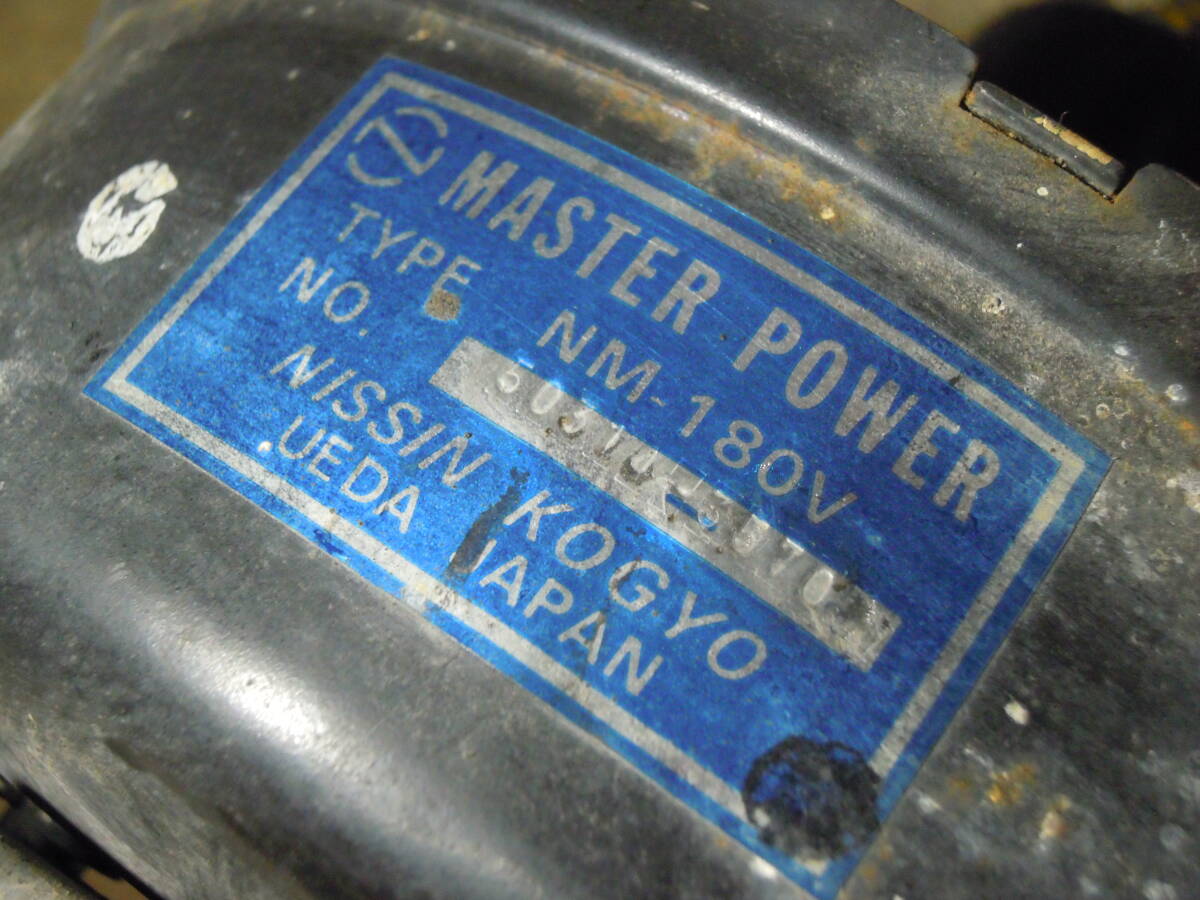 MASTER POWER
TYPE NM-180V
NO.
NISSIN KOGYO
UEDA JAPAN